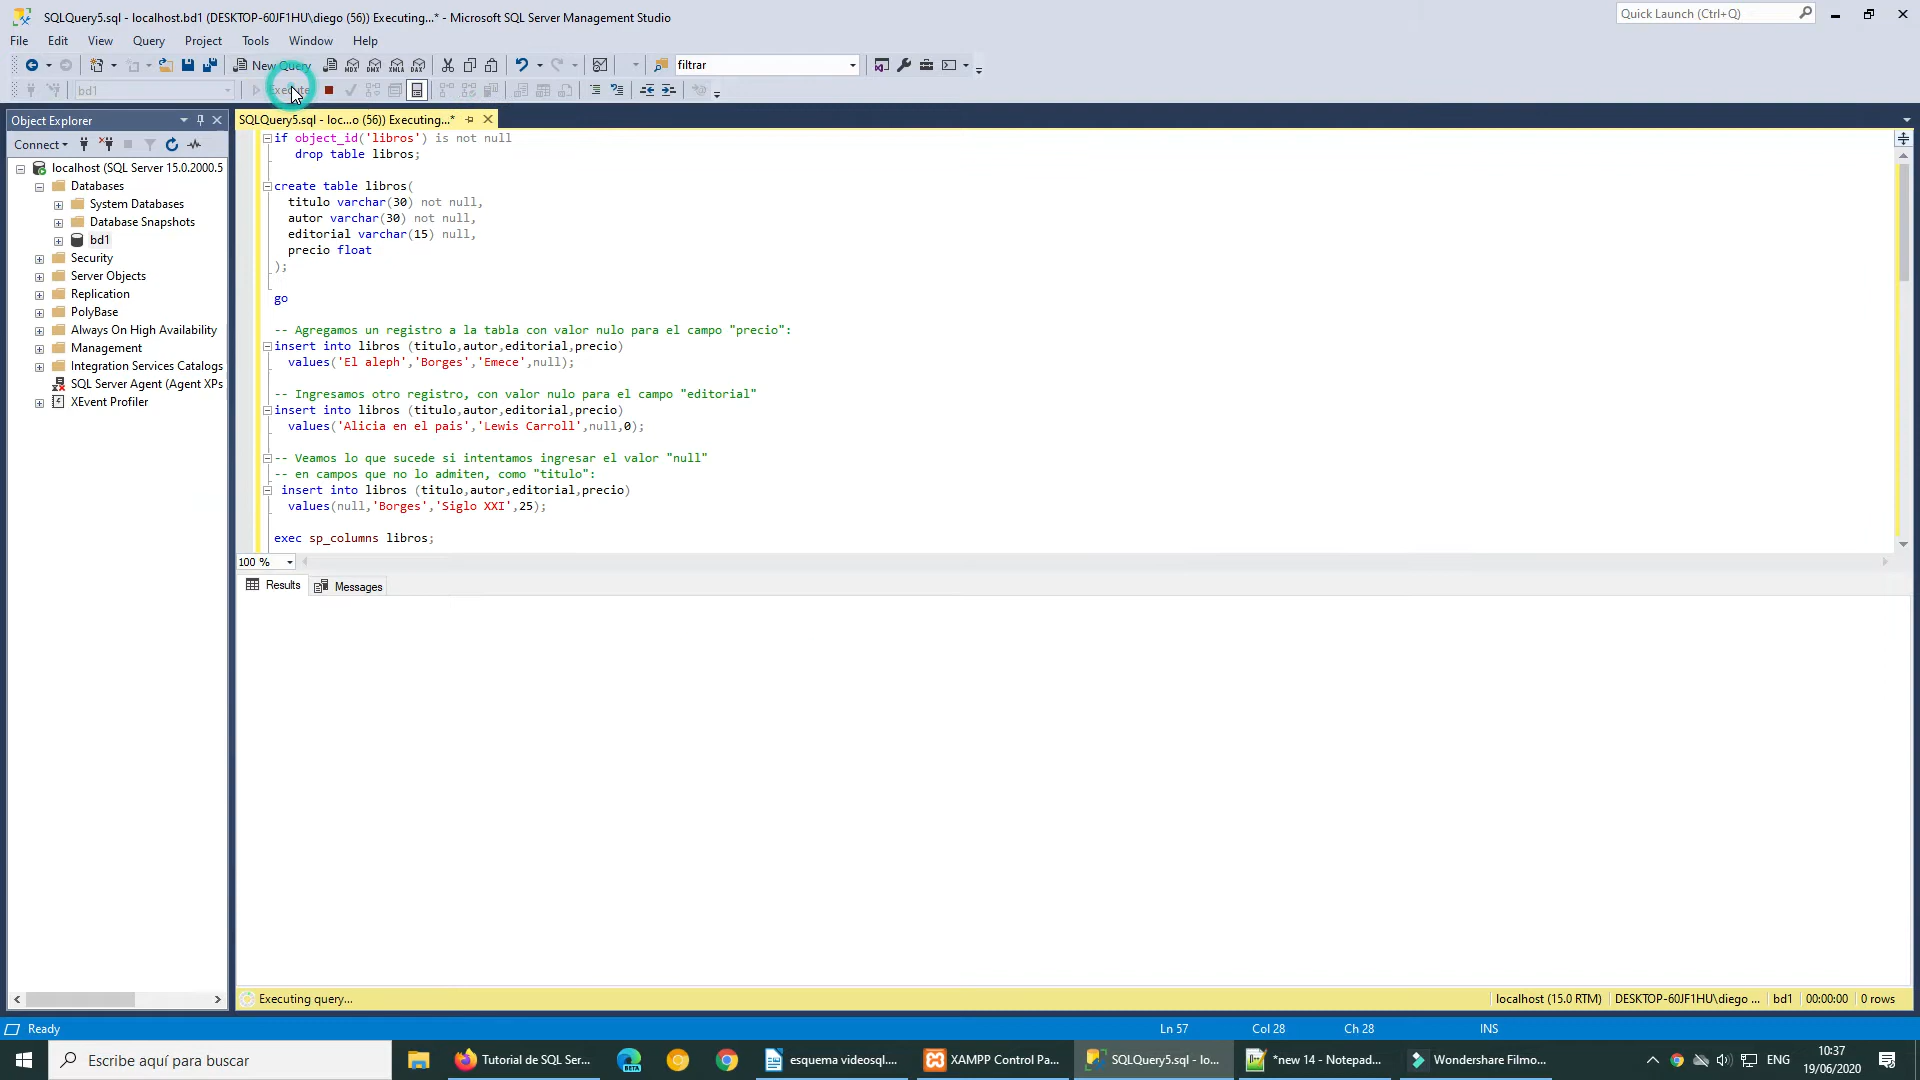 SQLQuery5.sql - localhost.bd1 (DESKTOP-60JF1HU\diego (56)) Executing...* - Microsoft SQL Server Management Studio
Quick Launch (Ctrl+Q)
File Edit View Query Project Tools Window Help
New Query
filtrar
bd1
Execute
Object Explorer
SQLQuery5.sql - loc...o (56)) Executing...*
Connect
localhost (SQL Server 15.0.2000.5
Databases
System Databases
Database Snapshots
bd1
Security
Server Objects
Replication
PolyBase
Always On High Availability
Management
Integration Services Catalogs
SQL Server Agent (Agent XPs
XEvent Profiler
if object_id('libros') is not null
drop table libros;
create table libros(
titulo varchar(30) not null,
autor varchar(30) not null,
editorial varchar(15) null,
precio float
);
go
-- Agregamos un registro a la tabla con valor nulo para el campo "precio":
insert into libros (titulo,autor,editorial,precio)
values('El aleph','Borges','Emece',null);
-- Ingresamos otro registro, con valor nulo para el campo "editorial"
insert into libros (titulo,autor,editorial,precio)
values('Alicia en el pais','Lewis Carroll',null,0);
-- Veamos lo que sucede si intentamos ingresar el valor "null"
-- en campos que no lo admiten, como "titulo":
insert into libros (titulo,autor,editorial,precio)
values(null,'Borges','Siglo XXI',25);
exec sp_columns libros;
100 %
Results Messages
Executing query...
localhost (15.0 RTM) DESKTOP-60JF1HU\diego ... bd1 00:00:00 0 rows
Ready Ln 57 Col 28 Ch 28 INS
Escribe aquí para buscar
Tutorial de SQL Ser...
BETA
esquema videosql....
XAMPP Control Pa...
SQLQuery5.sql - lo...
*new 14 - Notepad...
Wondershare Filmo...
ENG
10:37
19/06/2020